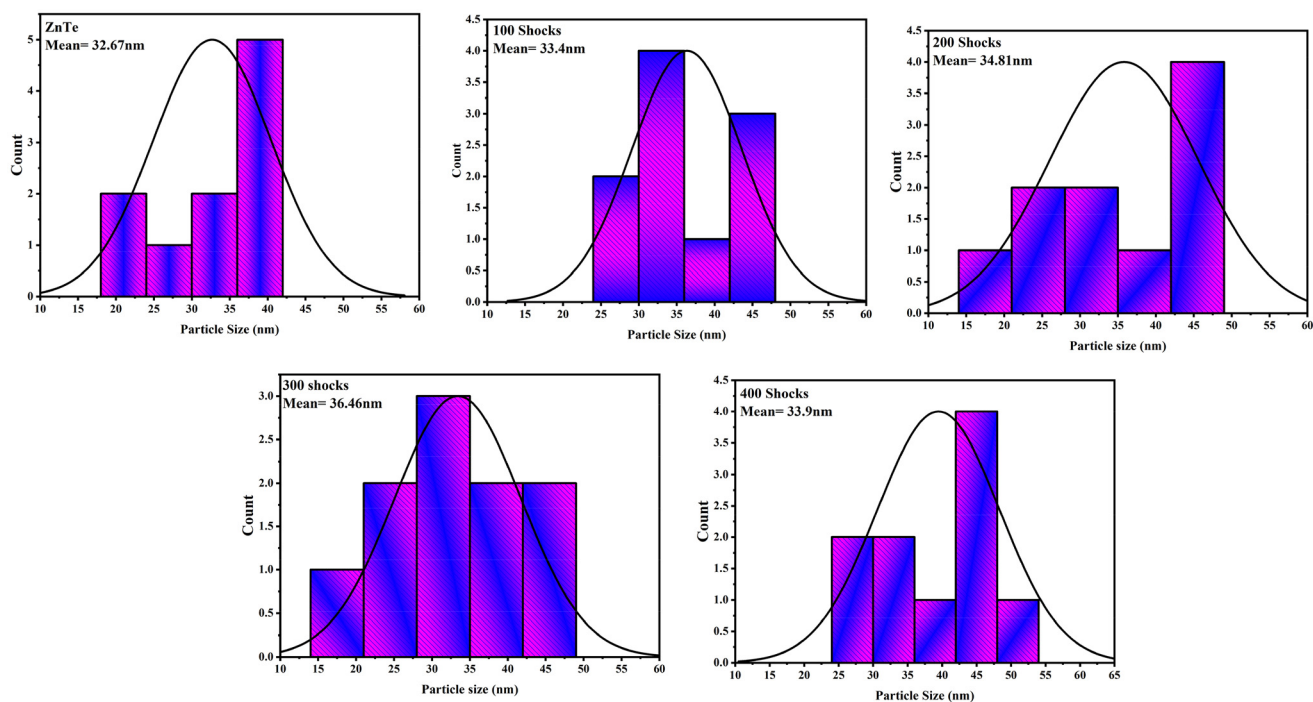 ZnTe
Mean= 32.67nm
5
4
3
2
1
0
Count
10 15 20 25 30 35 40 45 50 55 60
Particle Size (nm)
100 Shocks
Mean= 33.4nm
4.5
4.0
3.5
3.0
2.5
2.0
1.5
1.0
0.5
0.0
Count
10 15 20 25 30 35 40 45 50 55 60
Particle size (nm)
200 Shocks
Mean= 34.81nm
4.5
4.0
3.5
3.0
2.5
2.0
1.5
1.0
0.5
0.0
Count
10 15 20 25 30 35 40 45 50 55 60
Particle size (nm)
300 shocks
Mean= 36.46nm
3.0
2.5
2.0
1.5
1.0
0.5
0.0
Count
10 15 20 25 30 35 40 45 50 55 60
Particle size (nm)
400 Shocks
Mean= 33.9nm
4.5
4.0
3.5
3.0
2.5
2.0
1.5
1.0
0.5
0.0
Count
10 15 20 25 30 35 40 45 50 55 60 65
Particle Size (nm)